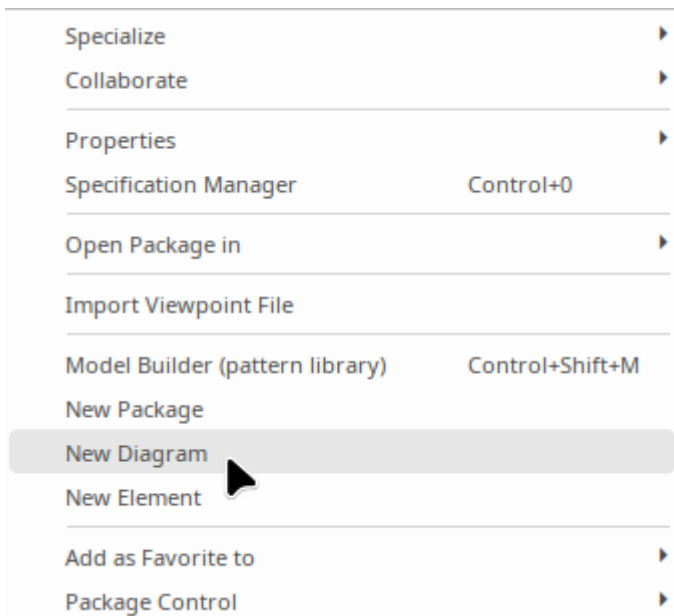 Specialize
Collaborate
Properties
Specification Manager Control+0
Open Package in
Import Viewpoint File
Model Builder (pattern library) Control+Shift+M
New Package
New Diagram
New Element
Add as Favorite to
Package Control